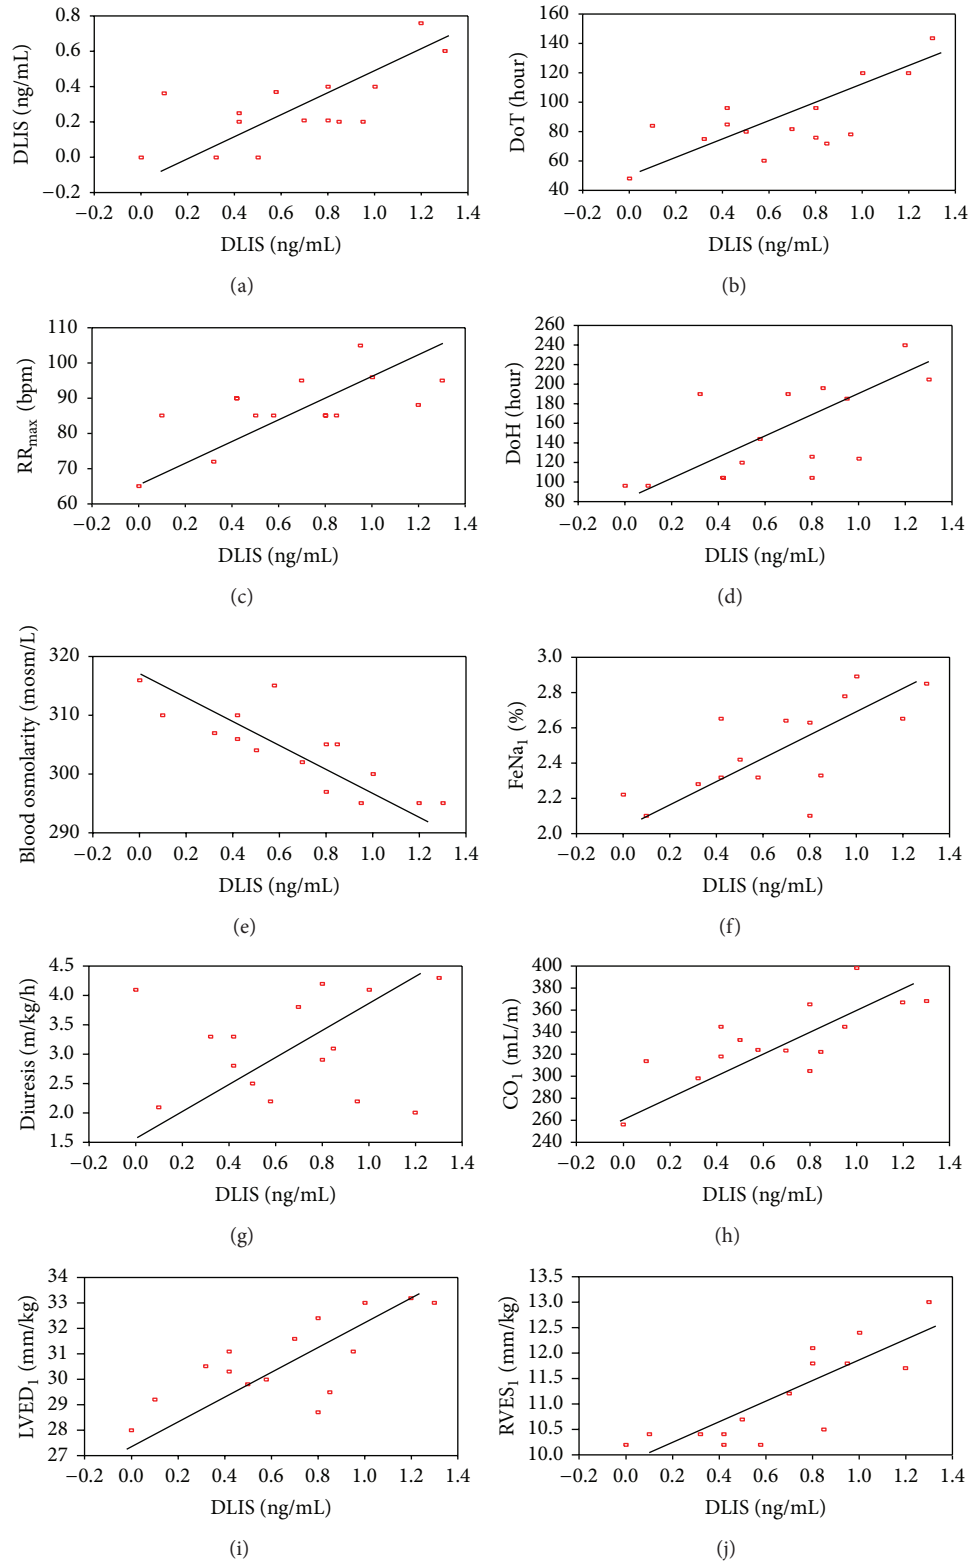 0.8
0.6
0.4
0.2
0.0
−0.2
DLIS (ng/mL)
−0.2 0.0 0.2 0.4 0.6 0.8 1.0 1.2 1.4
DLIS (ng/mL)
(a)
160
140
120
100
80
60
40
DoT (hour)
−0.2 0.0 0.2 0.4 0.6 0.8 1.0 1.2 1.4
DLIS (ng/mL)
(b)
110
100
90
80
70
60
RRmax (bpm)
−0.2 0.0 0.2 0.4 0.6 0.8 1.0 1.2 1.4
DLIS (ng/mL)
(c)
260
240
220
200
180
160
140
120
100
80
DoH (hour)
−0.2 0.0 0.2 0.4 0.6 0.8 1.0 1.2 1.4
DLIS (ng/mL)
(d)
320
310
300
290
Blood osmolarity (mosm/L)
−0.2 0.0 0.2 0.4 0.6 0.8 1.0 1.2 1.4
DLIS (ng/mL)
(e)
3.0
2.8
2.6
2.4
2.2
2.0
FeNa1 (%)
−0.2 0.0 0.2 0.4 0.6 0.8 1.0 1.2 1.4
DLIS (ng/mL)
(f)
4.5
4.0
3.5
3.0
2.5
2.0
1.5
Diuresis (m/kg/h)
−0.2 0.0 0.2 0.4 0.6 0.8 1.0 1.2 1.4
DLIS (ng/mL)
(g)
400
380
360
340
320
300
280
260
240
CO1 (mL/m)
−0.2 0.0 0.2 0.4 0.6 0.8 1.0 1.2 1.4
DLIS (ng/mL)
(h)
34
33
32
31
30
29
28
27
LVED1 (mm/kg)
−0.2 0.0 0.2 0.4 0.6 0.8 1.0 1.2 1.4
DLIS (ng/mL)
(i)
13.5
13.0
12.5
12.0
11.5
11.0
10.5
10.0
RVES1 (mm/kg)
−0.2 0.0 0.2 0.4 0.6 0.8 1.0 1.2 1.4
DLIS (ng/mL)
(j)